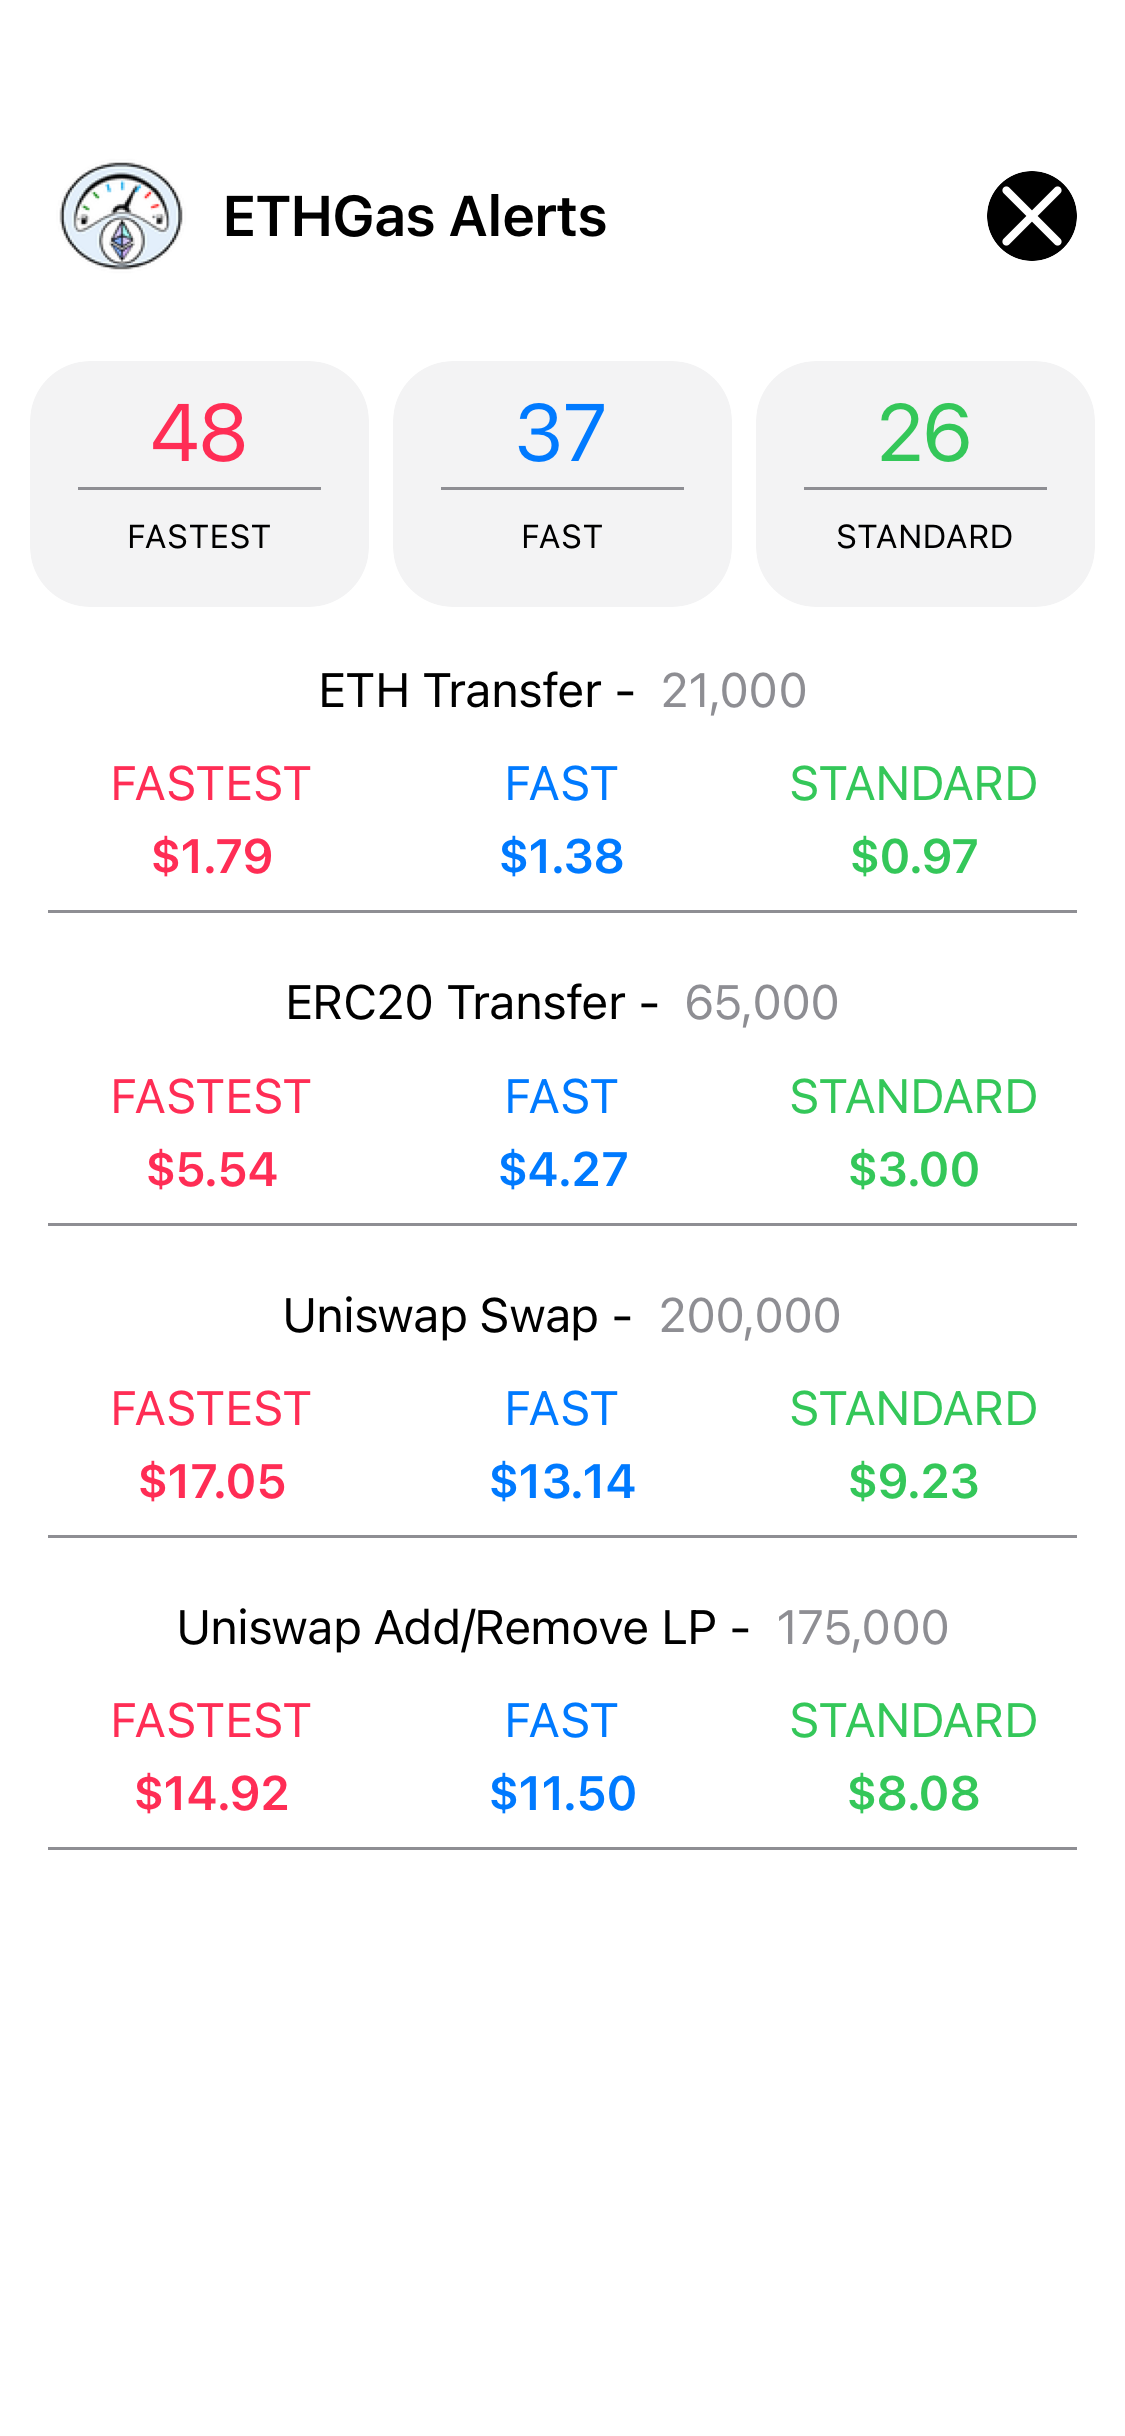 ETHGas Alerts
48 37 26
FASTEST FAST STANDARD
ETH Transfer - 21,000
FASTEST FAST STANDARD
$1.79 $1.38 $0.97
ERC20 Transfer - 65,000
FASTEST FAST STANDARD
$5.54 $4.27 $3.00
Uniswap Swap - 200,000
FASTEST FAST STANDARD
$17.05 $13.14 $9.23
Uniswap Add/Remove LP - 175,000
FASTEST FAST STANDARD
$14.92 $11.50 $8.08